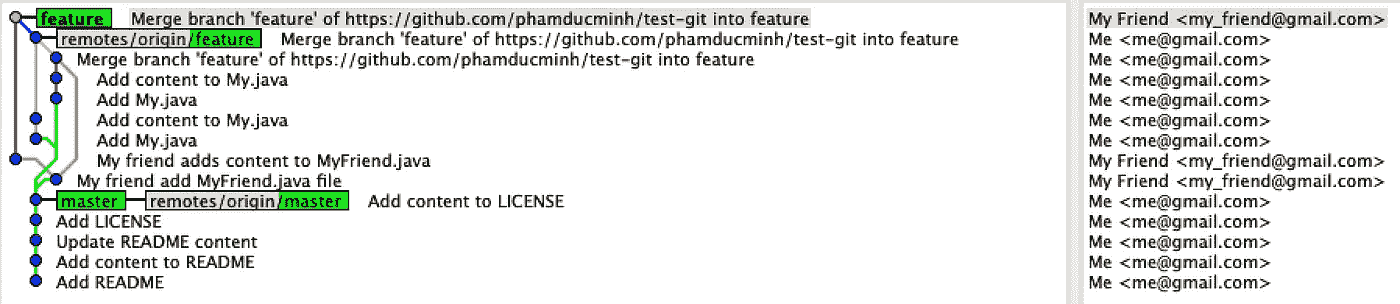 feature Merge branch 'feature' of https://github.com/phamducminh/test-git into feature My Friend <my_friend@gmail.com>
remotes/origin/feature Merge branch 'feature' of https://github.com/phamducminh/test-git into feature Me <me@gmail.com>
Merge branch 'feature' of https://github.com/phamducminh/test-git into feature Me <me@gmail.com>
Add content to My.java Me <me@gmail.com>
Add My.java Me <me@gmail.com>
Add content to My.java Me <me@gmail.com>
Add My.java Me <me@gmail.com>
My friend adds content to MyFriend.java My Friend <my_friend@gmail.com>
My friend add MyFriend.java file My Friend <my_friend@gmail.com>
master remotes/origin/master Add content to LICENSE Me <me@gmail.com>
Add LICENSE Me <me@gmail.com>
Update README content Me <me@gmail.com>
Add content to README Me <me@gmail.com>
Add README Me <me@gmail.com>